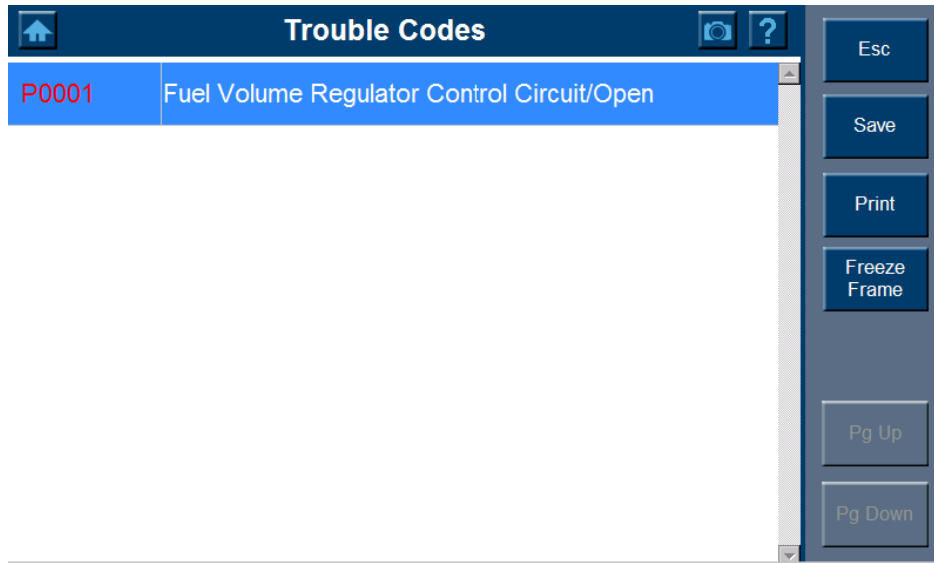 Trouble Codes
?
P0001 Fuel Volume Regulator Control Circuit/Open
Esc
Save
Print
Freeze
Frame
Pg Up
Pg Down